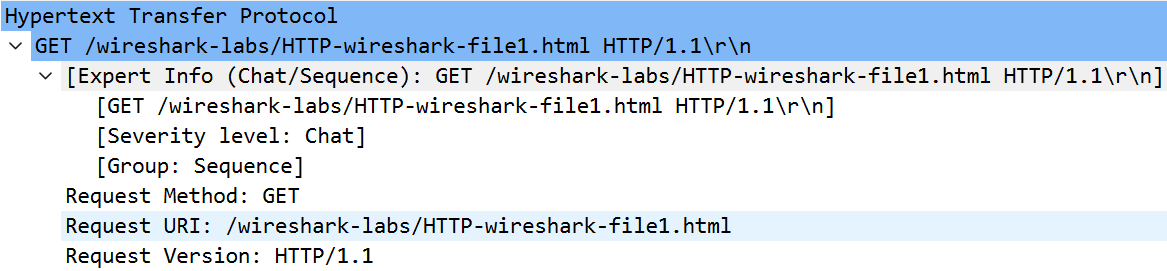 Hypertext Transfer Protocol
GET /wireshark-labs/HTTP-wireshark-file1.html HTTP/1.1\r\n
[Expert Info (Chat/Sequence): GET /wireshark-labs/HTTP-wireshark-file1.html HTTP/1.1\r\n]
[GET /wireshark-labs/HTTP-wireshark-file1.html HTTP/1.1\r\n]
[Severity level: Chat]
[Group: Sequence]
Request Method: GET
Request URI: /wireshark-labs/HTTP-wireshark-file1.html
Request Version: HTTP/1.1